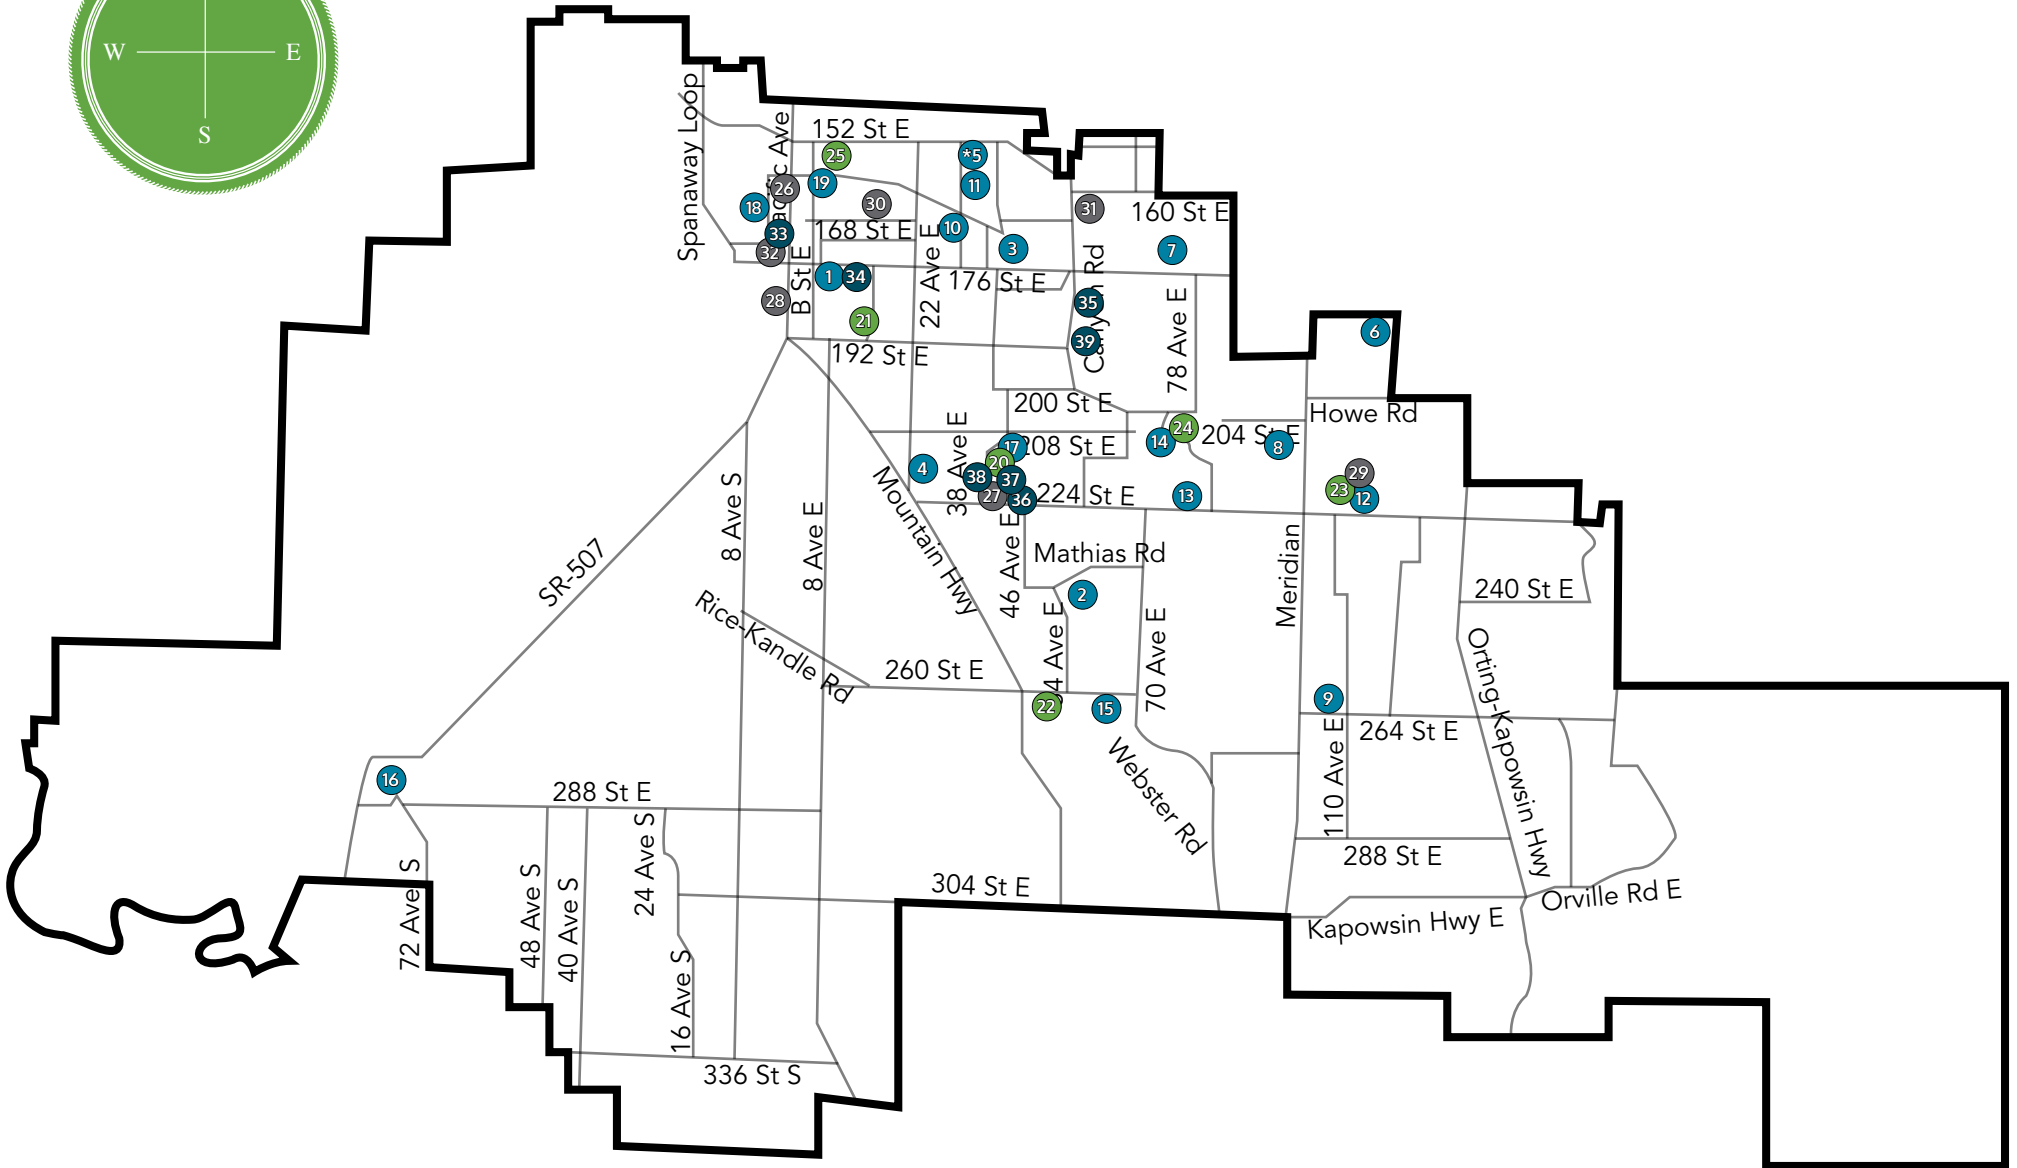 W E
S
Spanaway Loop
Pacific Ave
152 St E
25
*5
19
11
26
18
30
31
160 St E
33
168 St E
10
32
3
7
B St E
1
34
22 Ave E
176 St E
Canyon Rd
28
35
21
78 Ave E
6
39
192 St E
200 St E
Howe Rd
38 Ave E
24
17
208 St E
14
204 St E
8
20
4
38
37
29
27
36
224 St E
13
23
12
Mountain Hwy
8 Ave S
8 Ave E
SR-507
46 Ave E
Mathias Rd
Meridian
2
240 St E
Rice-Kandle Rd
54 Ave E
70 Ave E
260 St E
Orting-Kapowsin Hwy
22
15
9
264 St E
110 Ave E
Webster Rd
16
288 St E
24 Ave S
288 St E
72 Ave S
48 Ave S
40 Ave S
304 St E
Orville Rd E
Kapowsin Hwy E
16 Ave S
336 St S